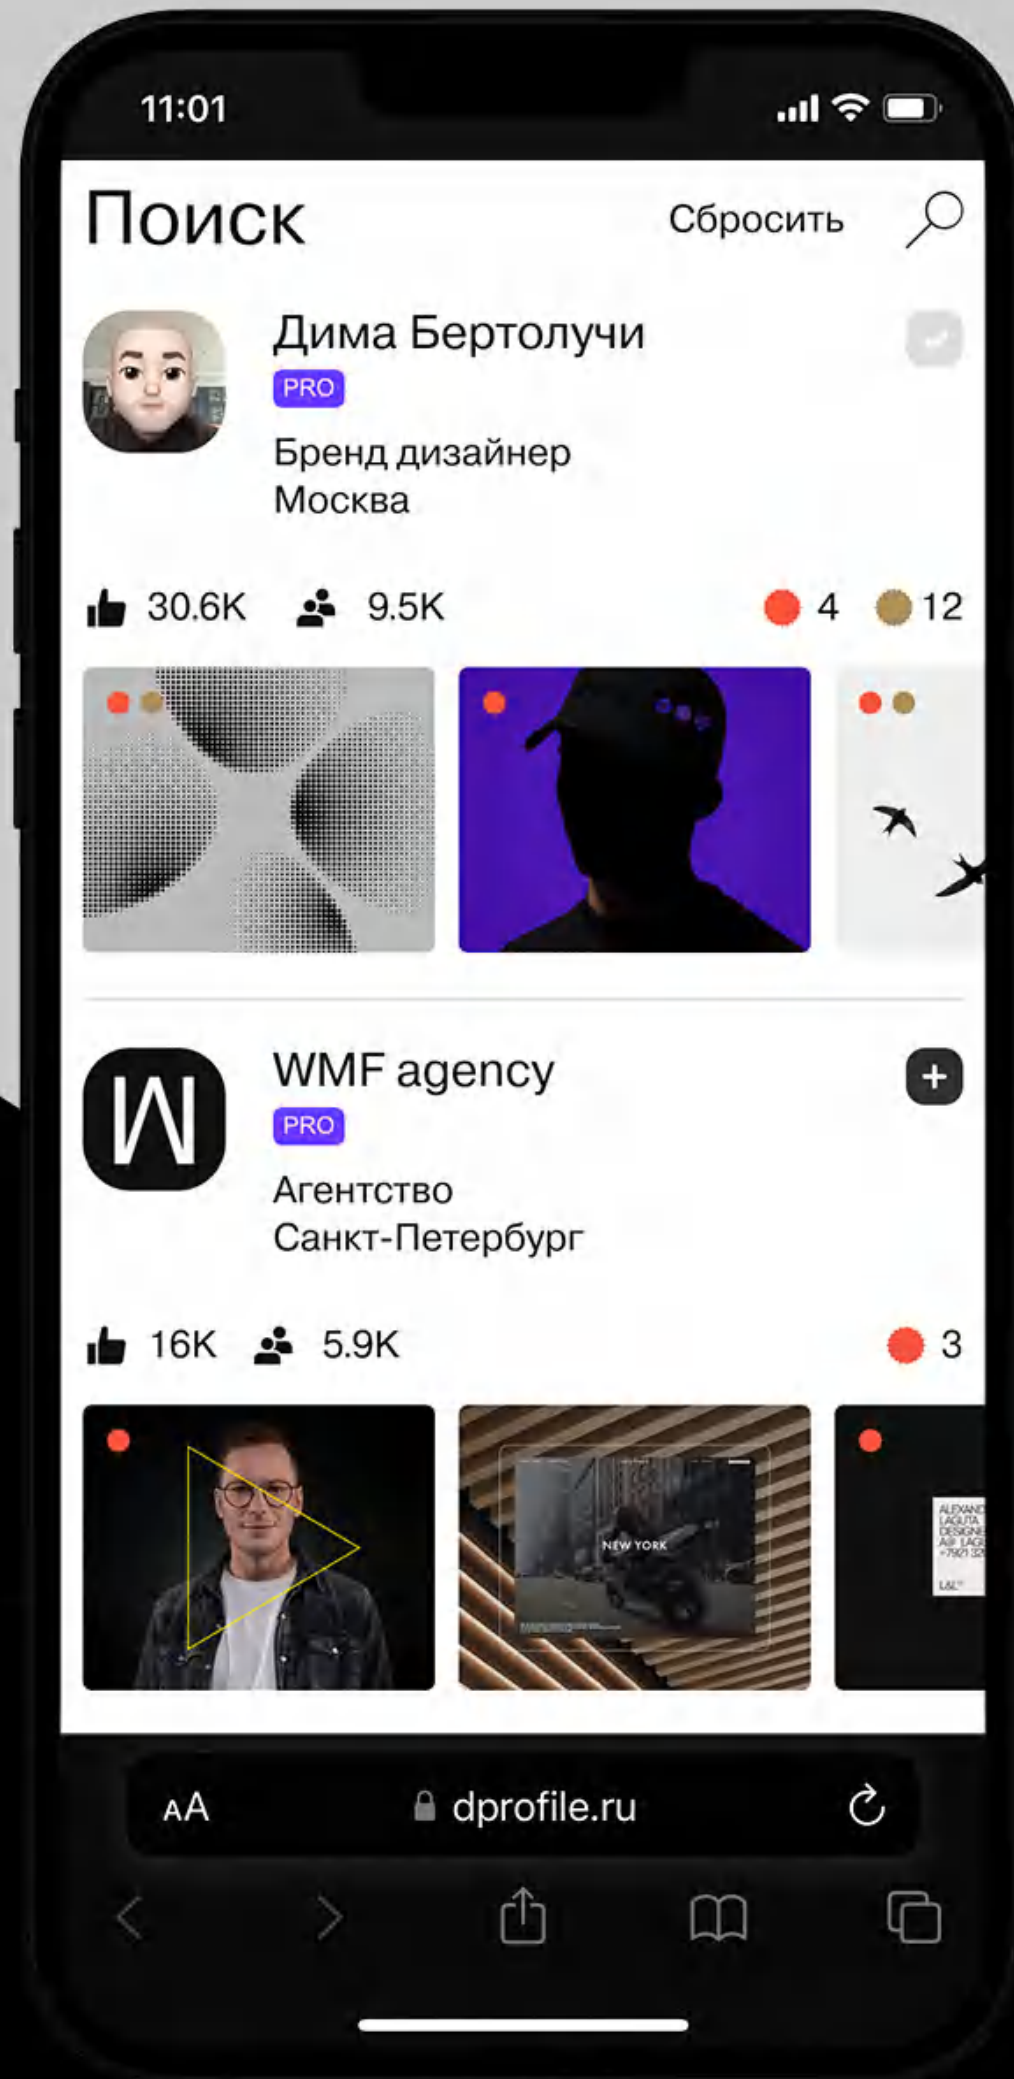 11:01
Поиск
Сбросить
Дима Бертолучи
PRO
Бренд дизайнер
Москва
30.6K
9.5K
4
12
WMF agency
PRO
Агентство
Санкт-Петербург
16K
5.9K
3
NEW YORK
LAGUTA
L&L
AA
dprofile.ru